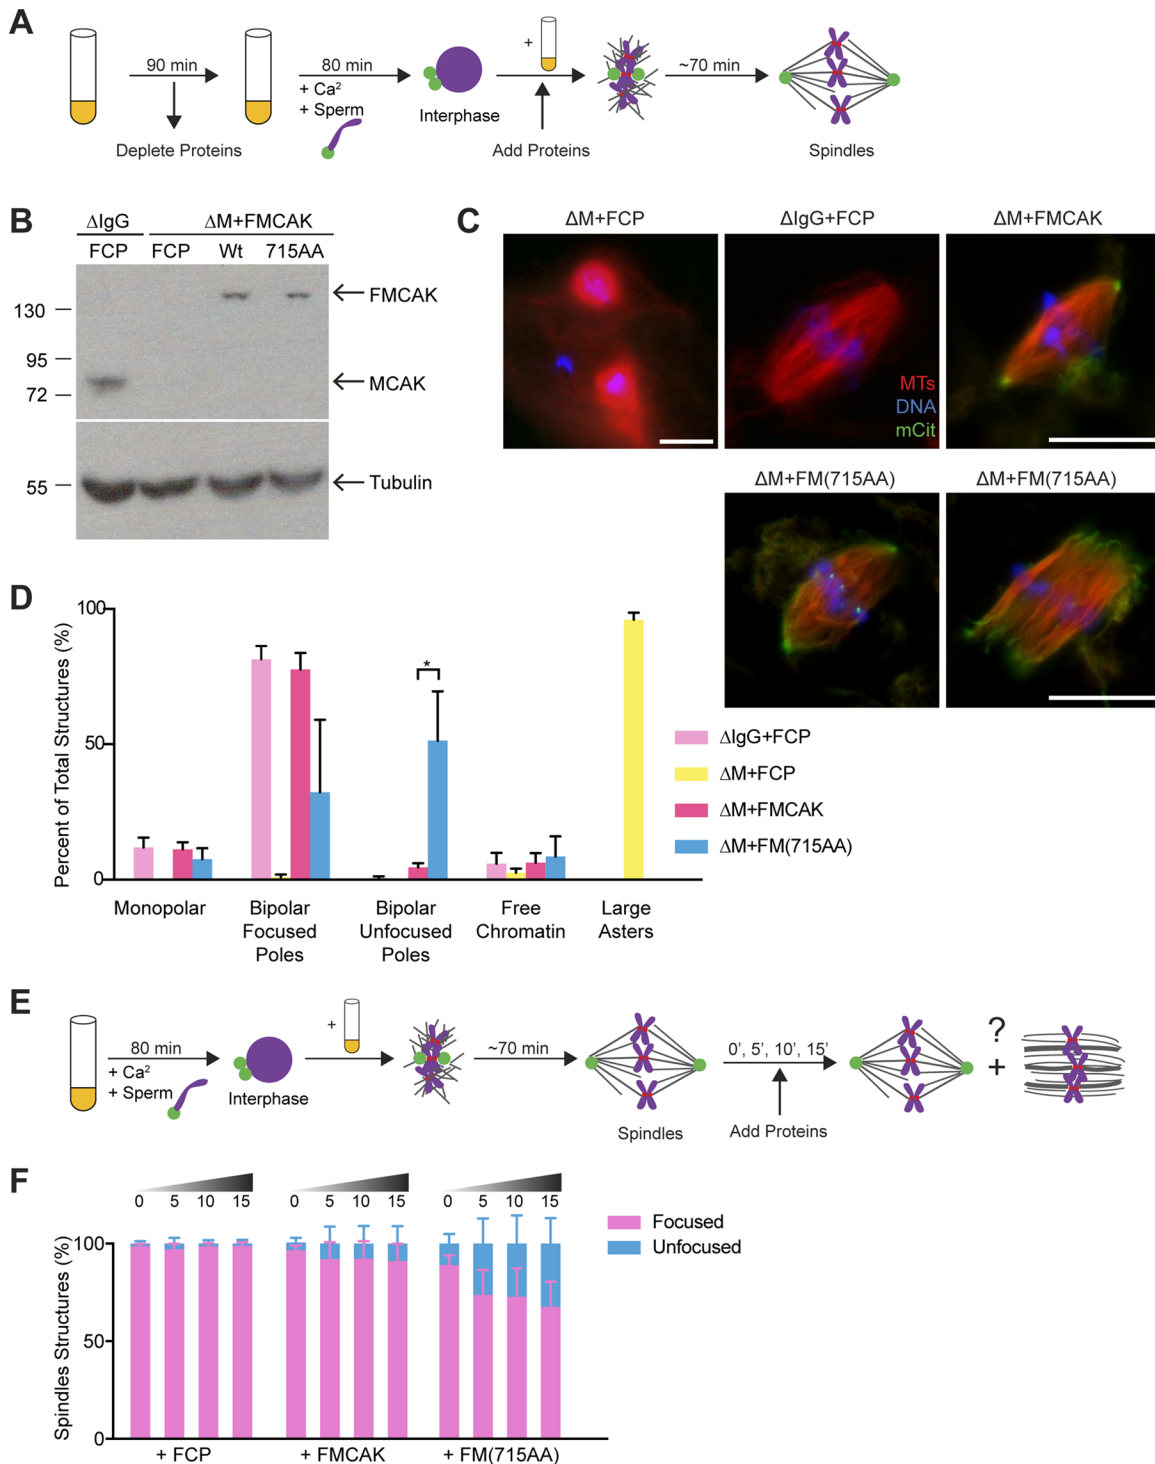 A
90 min
Deplete Proteins
80 min
+ Ca²
+ Sperm
Interphase
+
Add Proteins
~70 min
Spindles
B
ΔIgG
ΔM+FMCAK
FCP
FCP
Wt
715AA
130
95
72
55
FMCAK
MCAK
Tubulin
C
ΔM+FCP
ΔIgG+FCP
ΔM+FMCAK
MTs
DNA
mCit
ΔM+FM(715AA)
ΔM+FM(715AA)
D
Percent of Total Structures (%)
100
50
0
*
Monopolar
Bipolar
Focused
Poles
Bipolar
Unfocused
Poles
Free
Chromatin
Large
Asters
ΔIgG+FCP
ΔM+FCP
ΔM+FMCAK
ΔM+FM(715AA)
E
80 min
+ Ca²
+ Sperm
Interphase
+
~70 min
Spindles
0’, 5’, 10’, 15’
Add Proteins
?
+
F
0 5 10 15
0 5 10 15
0 5 10 15
Spindles Structures (%)
100
50
0
+ FCP
+ FMCAK
+ FM(715AA)
Focused
Unfocused